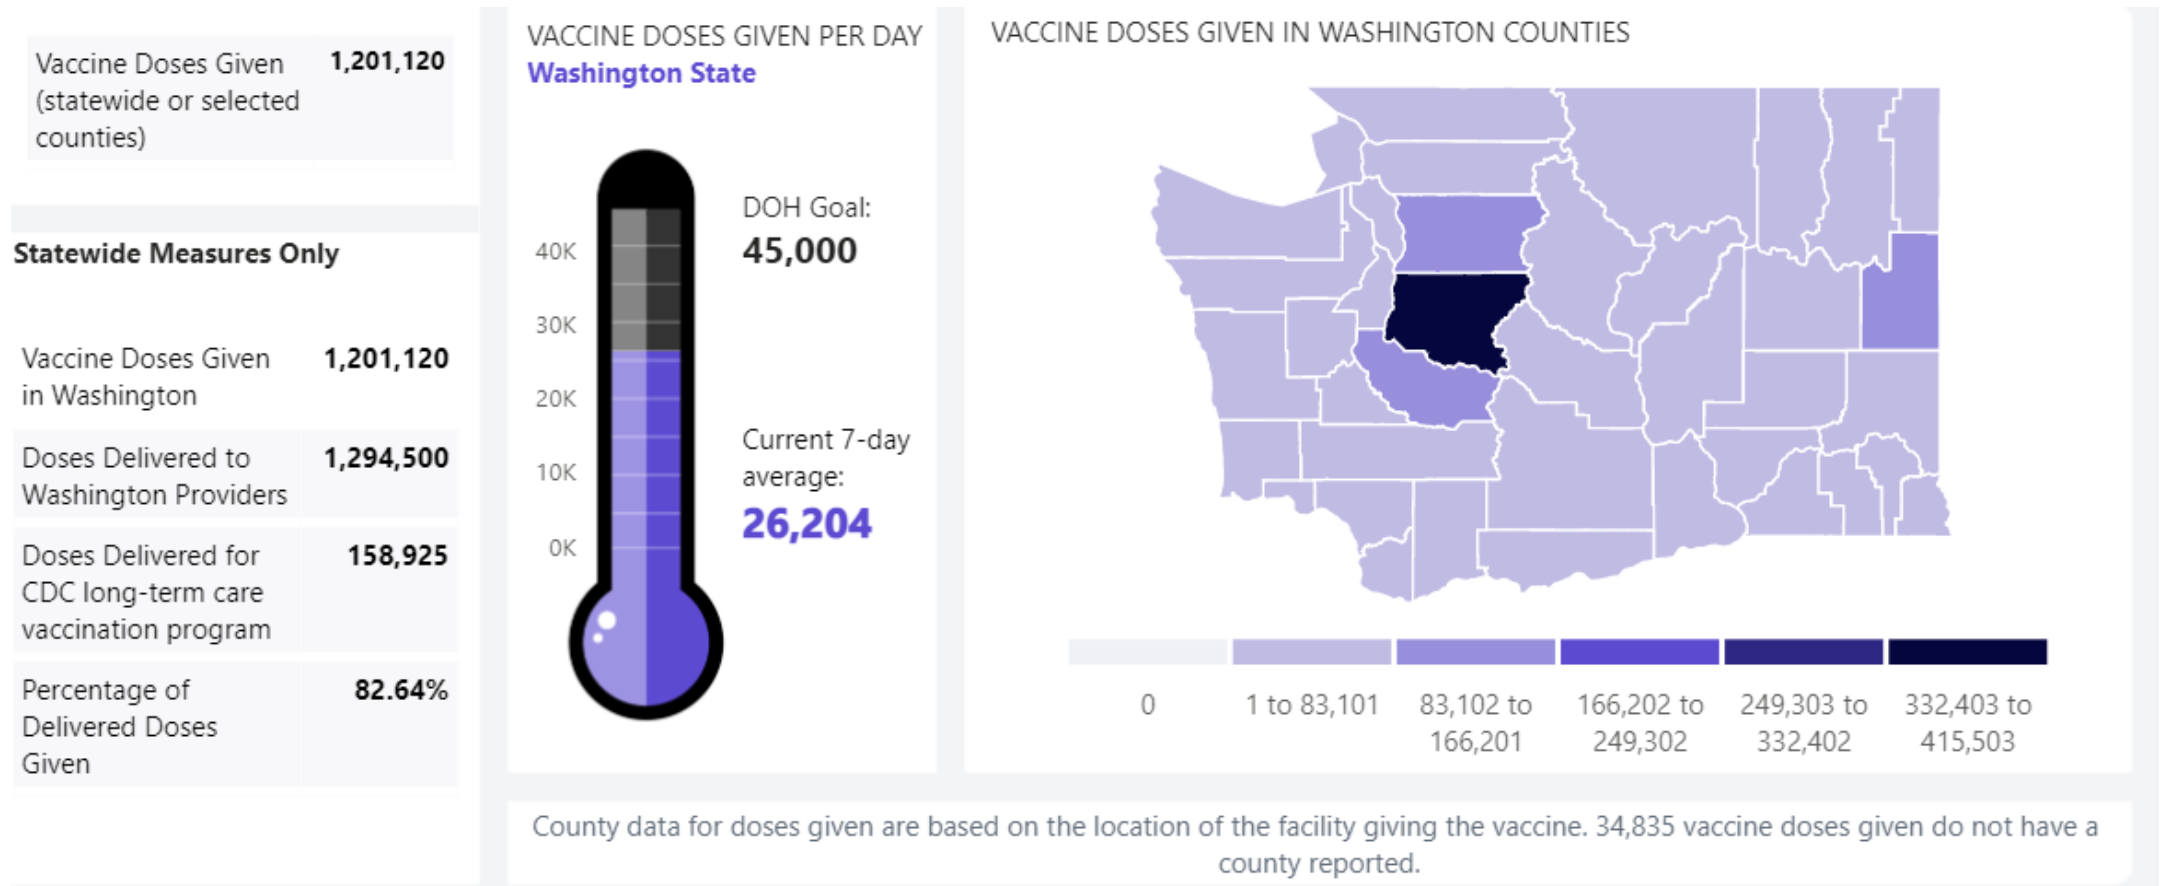 Vaccine Doses Given 1,201,120
(statewide or selected
counties)
Statewide Measures Only
Vaccine Doses Given 1,201,120
in Washington
Doses Delivered to 1,294,500
Washington Providers
Doses Delivered for 158,925
CDC long-term care
vaccination program
Percentage of 82.64%
Delivered Doses
Given
VACCINE DOSES GIVEN PER DAY
Washington State
40K
30K
20K
10K
0K
DOH Goal:
45,000
Current 7-day
average:
26,204
VACCINE DOSES GIVEN IN WASHINGTON COUNTIES
0
1 to 83,101
83,102 to
166,201
166,202 to
249,302
249,303 to
332,402
332,403 to
415,503
County data for doses given are based on the location of the facility giving the vaccine. 34,835 vaccine doses given do not have a
county reported.